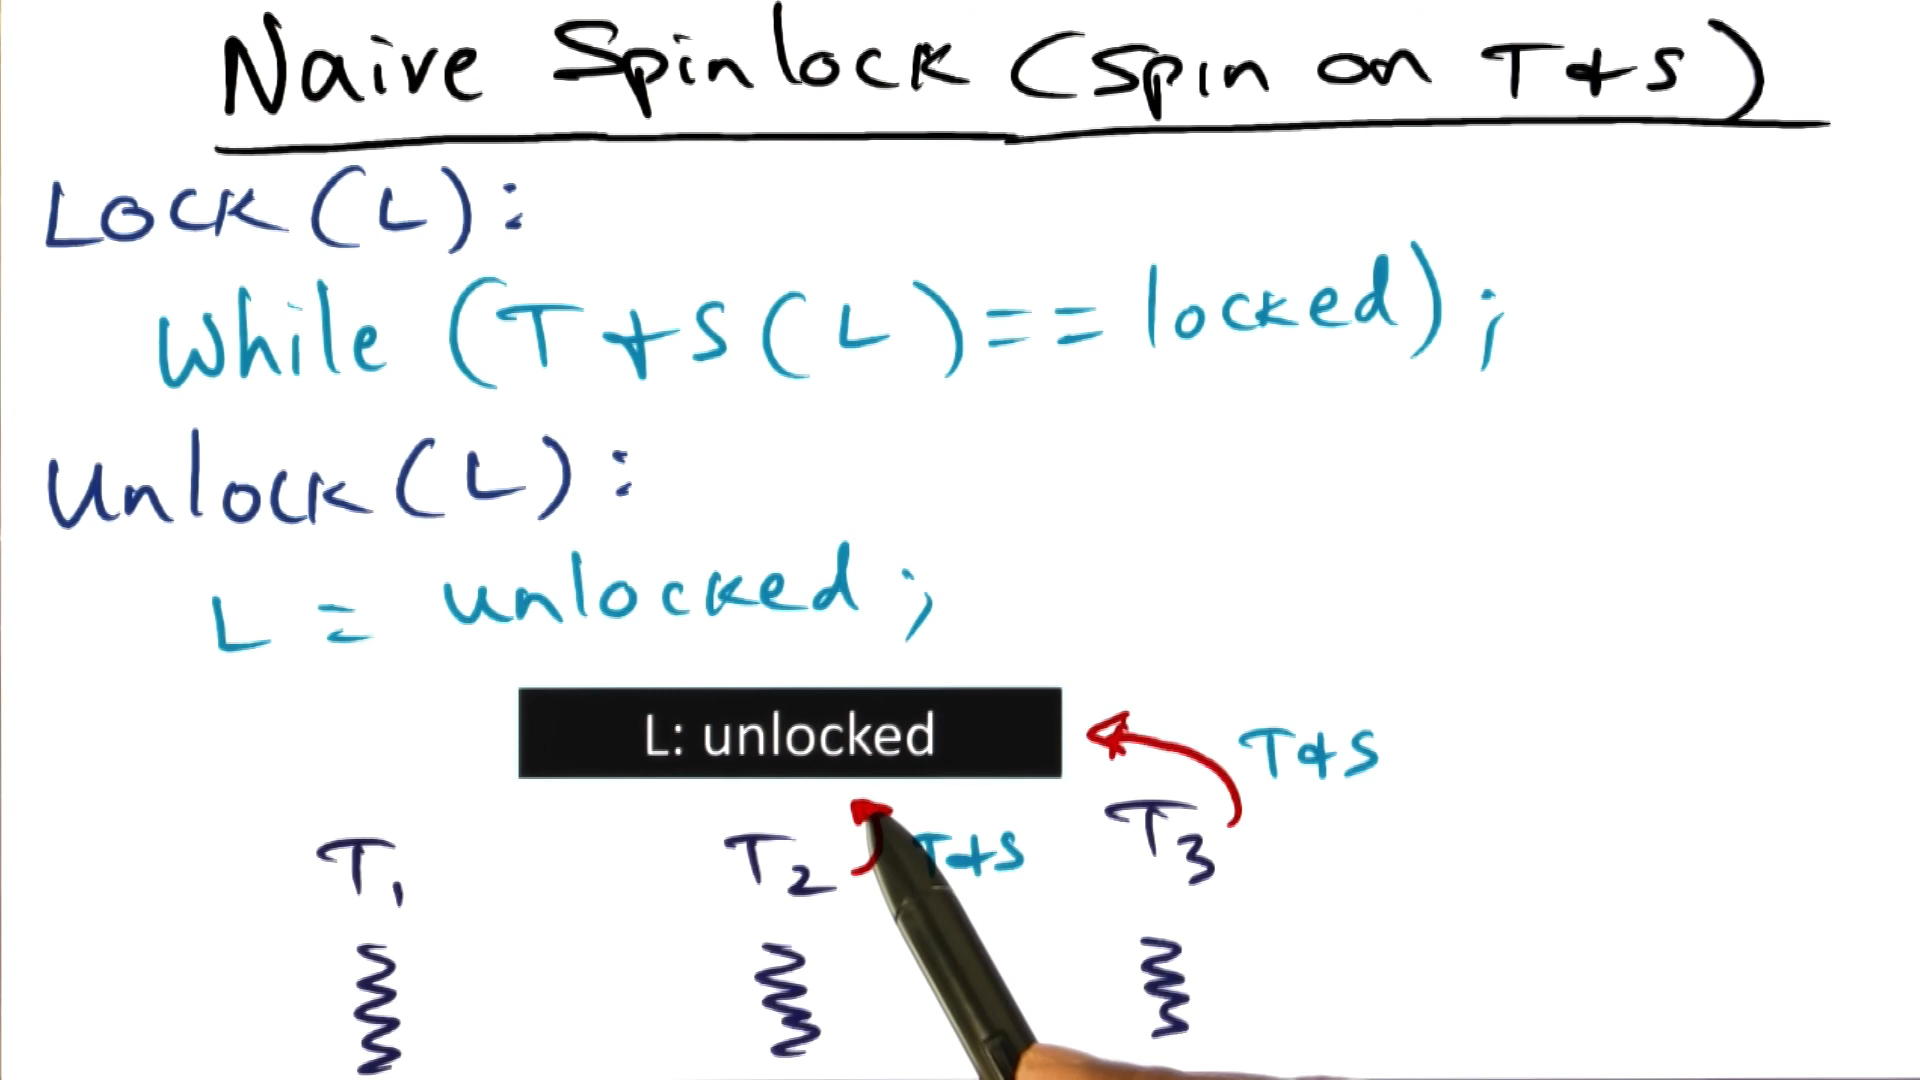 Naive Spinlock (spin on T+S)
Lock(L):
While (T+S(L)==locked);
Unlock(L):
L = unlocked;
L: unlocked
T+S
T1 T2 T+S T3